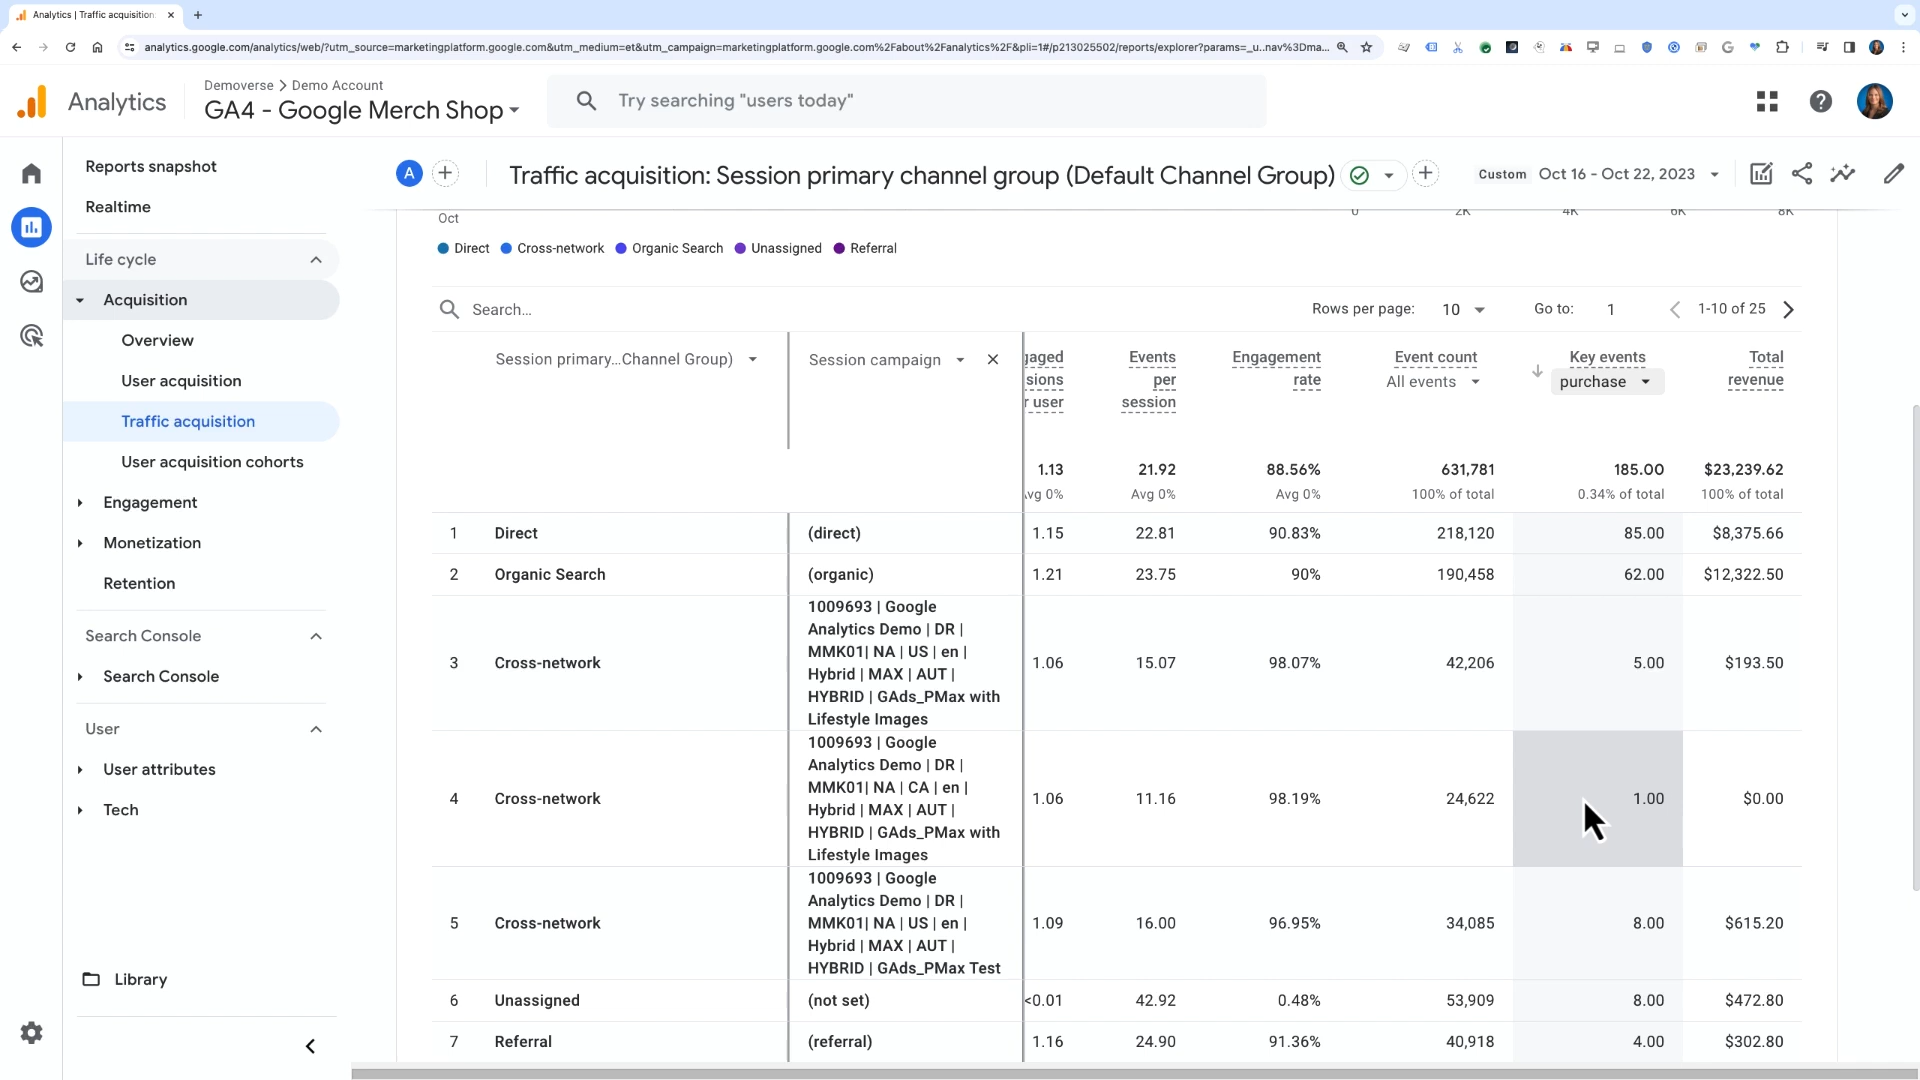 Analytics | Traffic acquisition
analytics.google.com/analytics/web/?utm_source=marketingplatform.google.com&utm_medium=et&utm_campaign=marketingplatform.google.com%2Fabout%2Fanalytics%2F&pli=1#/p213025502/reports/explorer?params=_u..nav%3Dma...
Analytics
Demoverse > Demo Account
GA4 - Google Merch Shop
Try searching "users today"
Reports snapshot
Realtime
Life cycle
Acquisition
Overview
User acquisition
Traffic acquisition
User acquisition cohorts
Engagement
Monetization
Retention
Search Console
Search Console
User
User attributes
Tech
Library
A
Traffic acquisition: Session primary channel group (Default Channel Group)
Custom Oct 16 - Oct 22, 2023
Oct
0 2K 4K 6K 8K
Direct Cross-network Organic Search Unassigned Referral
Search...
Rows per page: 10 Go to: 1 1-10 of 25
Session primary...Channel Group)
Session campaign
gaged
sions
r user
Events
per
session
Engagement
rate
Event count
All events
Key events
purchase
Total
revenue
1.13 21.92 88.56% 631,781 185.00 $23,239.62
Avg 0% Avg 0% Avg 0% 100% of total 0.34% of total 100% of total
1 Direct (direct) 1.15 22.81 90.83% 218,120 85.00 $8,375.66
2 Organic Search (organic) 1.21 23.75 90% 190,458 62.00 $12,322.50
1009693 | Google
Analytics Demo | DR |
MMK01| NA | US | en |
3 Cross-network Hybrid | MAX | AUT | 1.06 15.07 98.07% 42,206 5.00 $193.50
HYBRID | GAds_PMax with
Lifestyle Images
1009693 | Google
Analytics Demo | DR |
MMK01| NA | CA | en |
4 Cross-network Hybrid | MAX | AUT | 1.06 11.16 98.19% 24,622 1.00 $0.00
HYBRID | GAds_PMax with
Lifestyle Images
1009693 | Google
Analytics Demo | DR |
5 Cross-network MMK01| NA | US | en | 1.09 16.00 96.95% 34,085 8.00 $615.20
Hybrid | MAX | AUT |
HYBRID | GAds_PMax Test
6 Unassigned (not set) <0.01 42.92 0.48% 53,909 8.00 $472.80
7 Referral (referral) 1.16 24.90 91.36% 40,918 4.00 $302.80